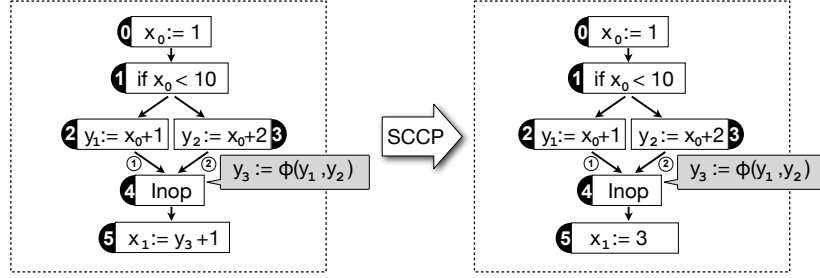 0 x₀:= 1
1 if x₀ < 10
2 y₁:= x₀+1
y₂:= x₀+2 3
① ②
y₃ := ϕ(y₁ ,y₂)
4 Inop
5 x₁:= y₃ +1
SCCP
0 x₀:= 1
1 if x₀ < 10
2 y₁:= x₀+1
y₂:= x₀+2 3
① ②
y₃ := ϕ(y₁ ,y₂)
4 Inop
5 x₁:= 3